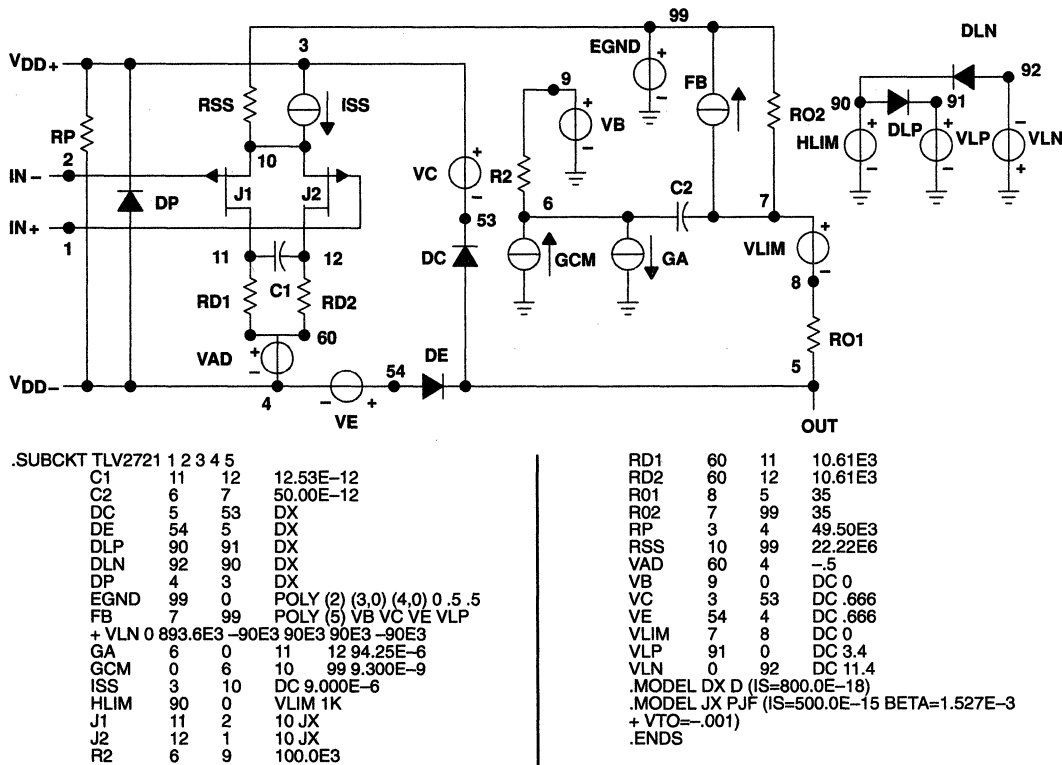 99
DLN
3
EGND
+
92
VDD+
9
FB
90
91
RSS
ISS
−
RO2
+
+
−
+
VB
HLIM
DLP
VLP
VLN
RP
10
+
−
−
−
+
2
VC
R2
IN−
J1
J2
−
6
C2
7
DP
53
+
IN+
1
11
12
DC
GCM
GA
VLIM
−
C1
8
RD1
RD2
60
RO1
+
VAD
−
54
DE
5
VDD−
4
−
+
VE
OUT
.SUBCKT TLV2721 1 2 3 4 5
C1 11 12 12.53E−12
C2 6 7 50.00E−12
DC 5 53 DX
DE 54 5 DX
DLP 90 91 DX
DLN 92 90 DX
DP 4 3 DX
EGND 99 0 POLY (2) (3,0) (4,0) 0 .5 .5
FB 7 99 POLY (5) VB VC VE VLP
+ VLN 0 893.6E3 −90E3 90E3 90E3 −90E3
GA 6 0 11 12 94.25E−6
GCM 0 6 10 99 9.300E−9
ISS 3 10 DC 9.000E−6
HLIM 90 0 VLIM 1K
J1 11 2 10 JX
J2 12 1 10 JX
R2 6 9 100.0E3
RD1 60 11 10.61E3
RD2 60 12 10.61E3
R01 8 5 35
R02 7 99 35
RP 3 4 49.50E3
RSS 10 99 22.22E6
VAD 60 4 −.5
VB 9 0 DC 0
VC 3 53 DC .666
VE 54 4 DC .666
VLIM 7 8 DC 0
VLP 91 0 DC 3.4
VLN 0 92 DC 11.4
.MODEL DX D (IS=800.0E−18)
.MODEL JX PJF (IS=500.0E−15 BETA=1.527E−3
+ VTO=−.001)
.ENDS